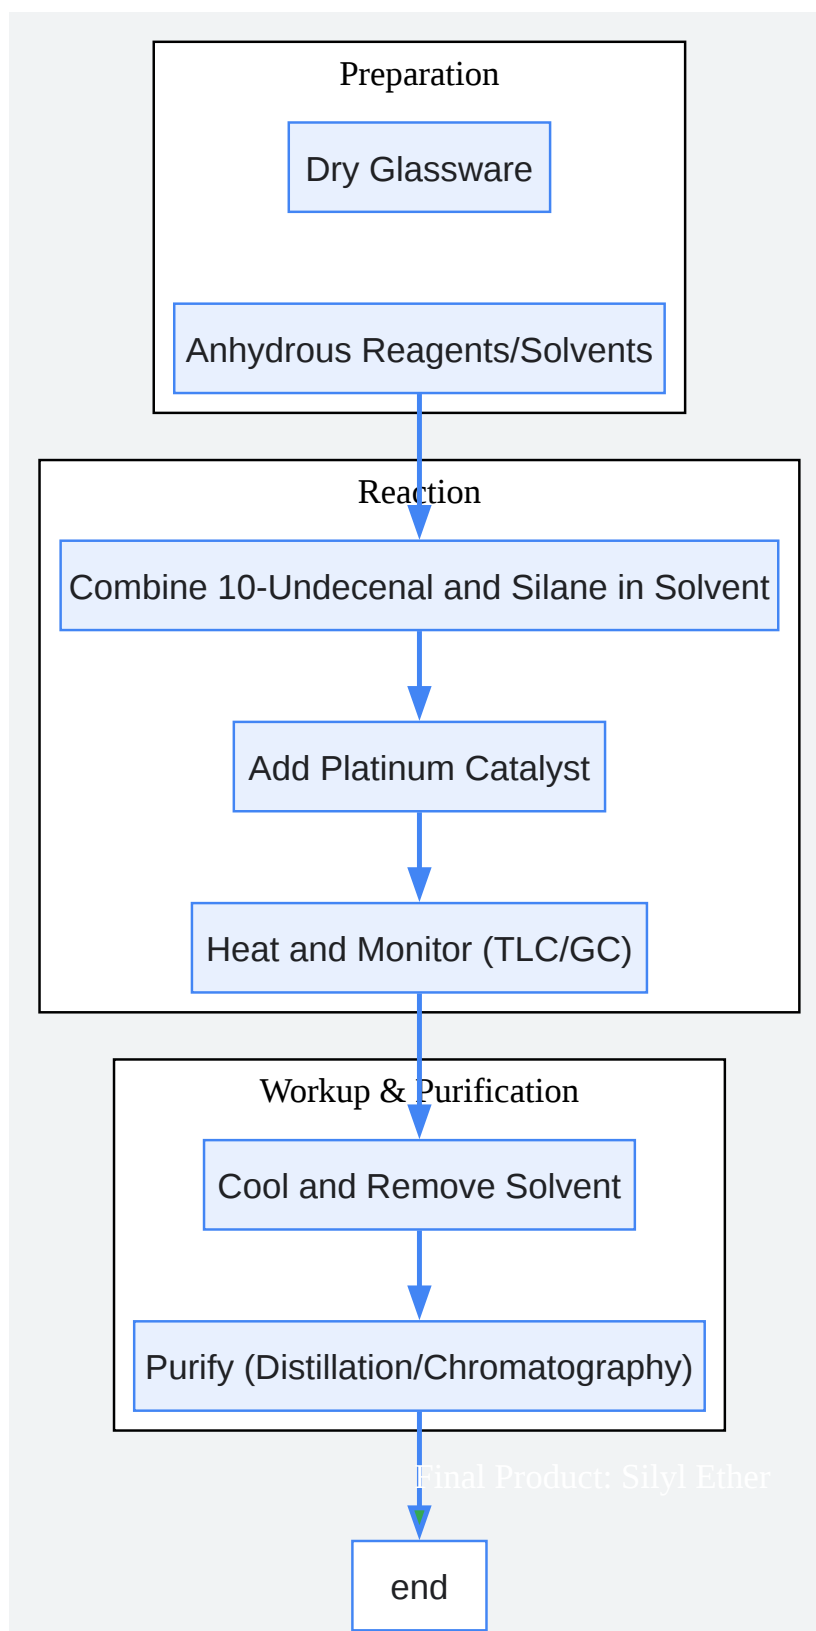 Preparation
Dry Glassware
Anhydrous Reagents/Solvents
Reaction
Combine 10-Undecenal and Silane in Solvent
Add Platinum Catalyst
Heat and Monitor (TLC/GC)
Workup & Purification
Cool and Remove Solvent
Purify (Distillation/Chromatography)
Final Product: Silyl Ether
end